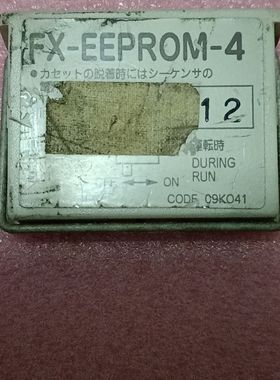 FX-EEPROM-4
●カセットの脱着時にはシーケンサの
12
運転時
DURING
RUN
ON
CODE 09K041